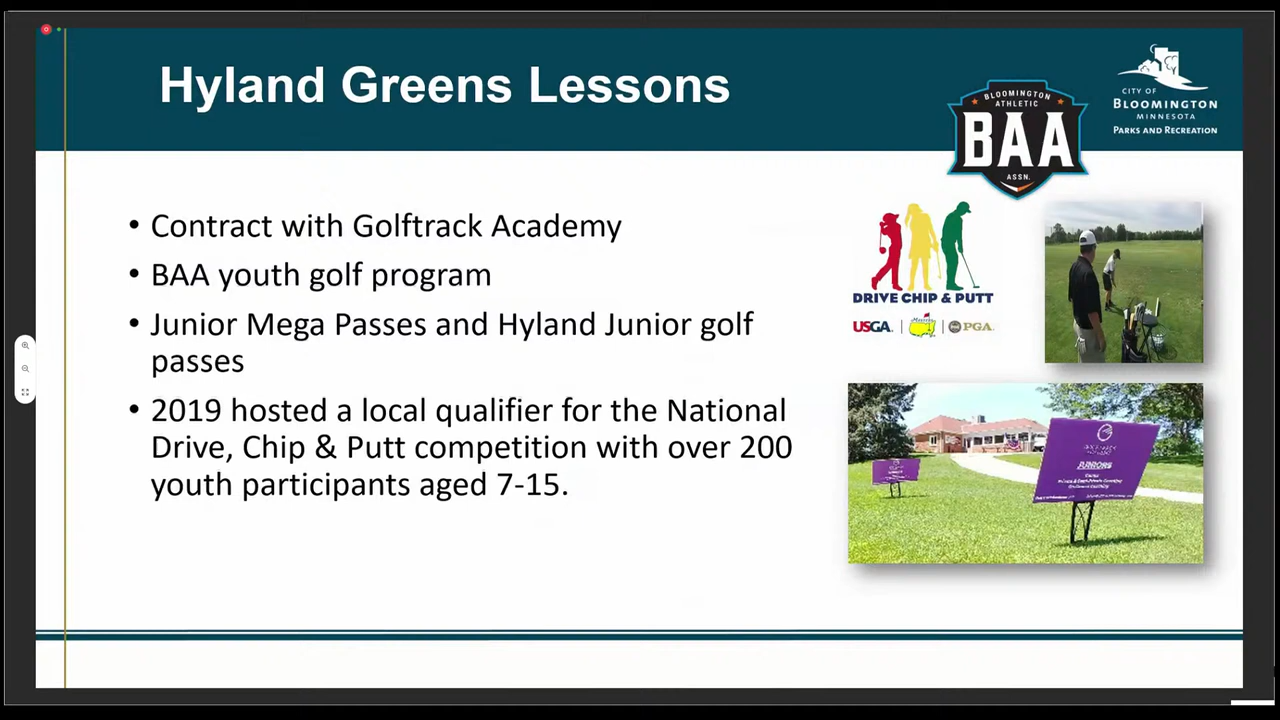 Hyland Greens Lessons
BLOOMINGTON
ATHLETIC
BAA
ASSN.
CITY OF
BLOOMINGTON
MINNESOTA
PARKS AND RECREATION
• Contract with Golftrack Academy
• BAA youth golf program
• Junior Mega Passes and Hyland Junior golf
passes
• 2019 hosted a local qualifier for the National
Drive, Chip & Putt competition with over 200
youth participants aged 7-15.
DRIVE CHIP & PUTT
USGA
Masters
PGA
JUNIORS